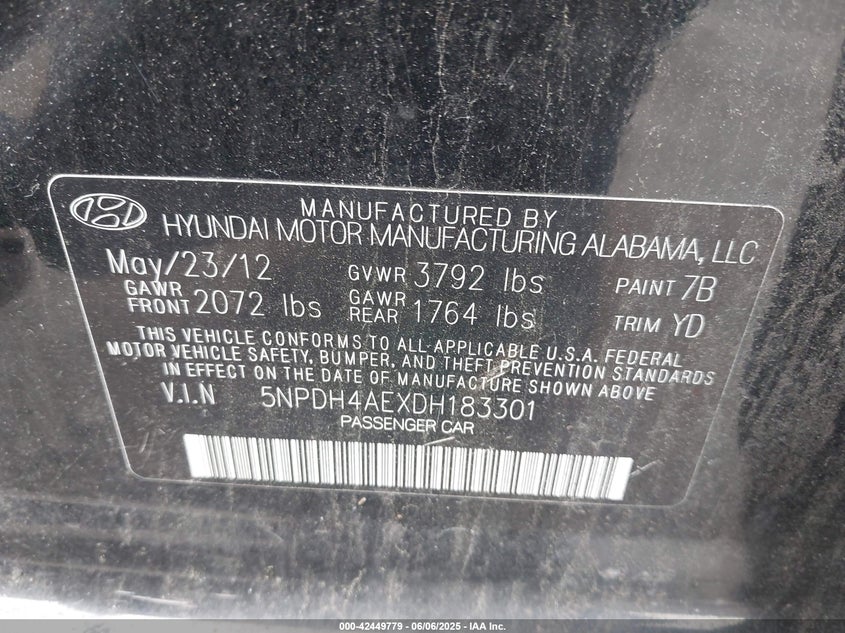 MANUFACTURED BY
HYUNDAI MOTOR MANUFACTURING ALABAMA, LLC
May/23/12 GVWR 3792 lbs PAINT 7B
GAWR FRONT 2072 lbs GAWR REAR 1764 lbs TRIM YD
THIS VEHICLE CONFORMS TO ALL APPLICABLE U.S.A. FEDERAL
MOTOR VEHICLE SAFETY, BUMPER, AND THEFT PREVENTION STANDARDS
IN EFFECT ON THE DATE OF MANUFACTURE SHOWN ABOVE
V.I.N 5NPDH4AEXDH183301
PASSENGER CAR
000-42449779 - 06/06/2025 - IAA Inc.